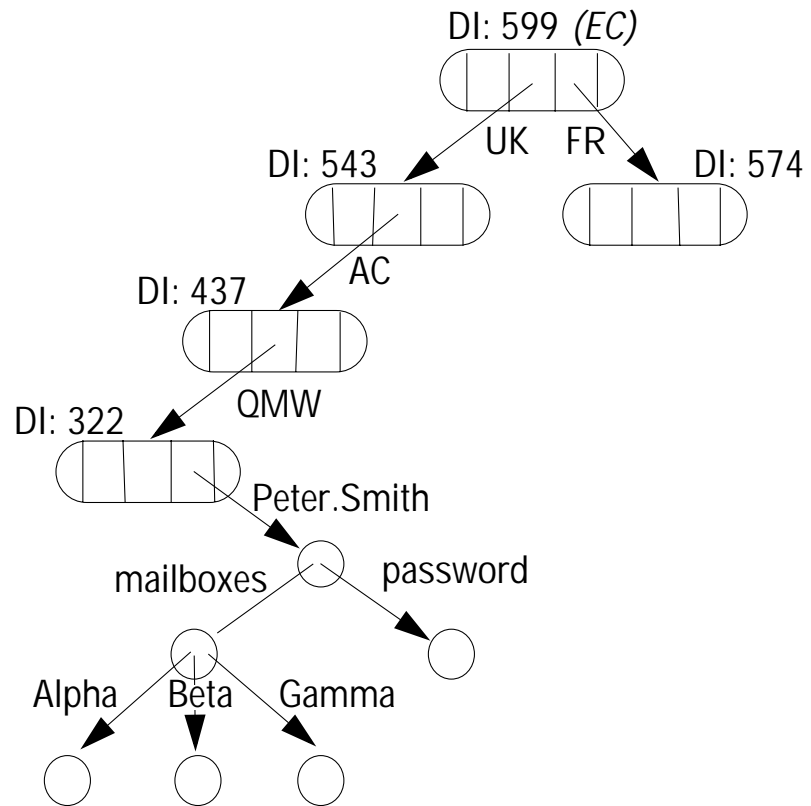 DI: 599 (EC)
UK FR
DI: 543
DI: 574
AC
DI: 437
QMW
DI: 322
Peter.Smith
mailboxes
password
Alpha Beta Gamma